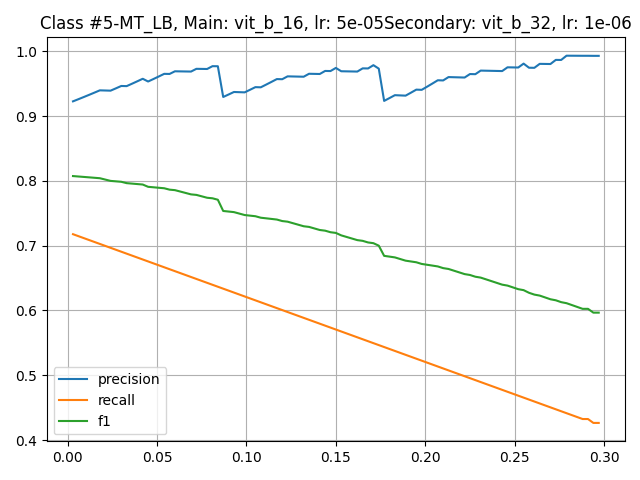 Class #5-MT_LB, Main: vit_b_16, lr: 5e-05Secondary: vit_b_32, lr: 1e-06
1.0
0.9
0.8
0.7
0.6
0.5
0.4
precision
recall
f1
0.00 0.05 0.10 0.15 0.20 0.25 0.30